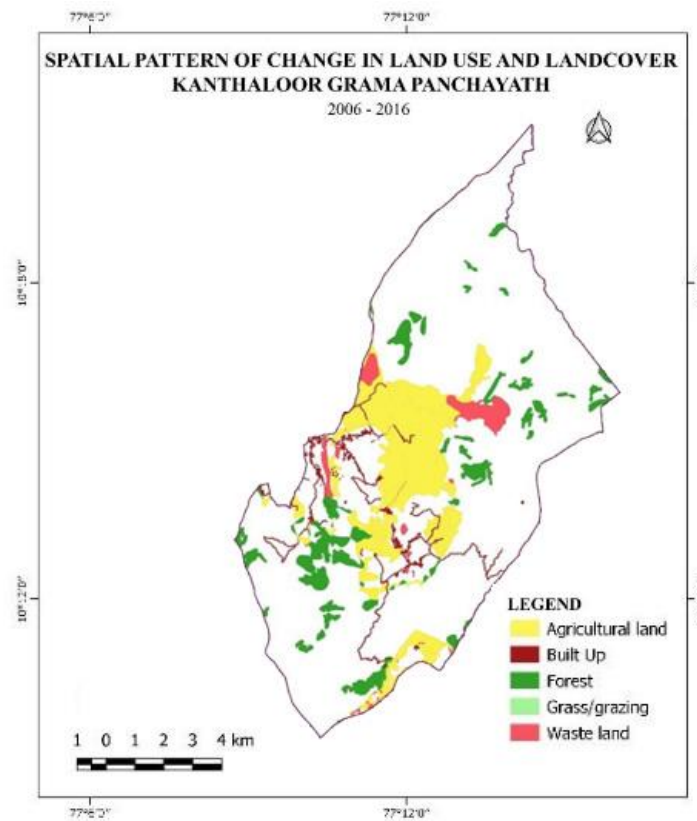 77°6'0" 77°12'0"
SPATIAL PATTERN OF CHANGE IN LAND USE AND LANDCOVER
KANTHALOOR GRAMA PANCHAYATH
2006 - 2016
10°12'0"
LEGEND
Agricultural land
Built Up
Forest
Grass/grazing
Waste land
1 0 1 2 3 4 km
77°6'0" 77°12'0"